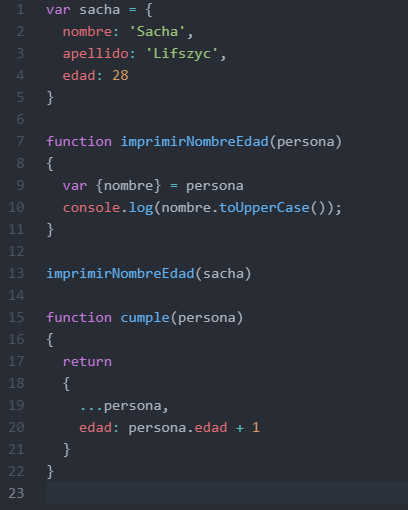 1 var sacha = {
2   nombre: 'Sacha',
3   apellido: 'Lifszyc',
4   edad: 28
5 }
6
7 function imprimirNombreEdad(persona)
8 {
9   var {nombre} = persona
10   console.log(nombre.toUpperCase());
11 }
12
13 imprimirNombreEdad(sacha)
14
15 function cumple(persona)
16 {
17   return
18   {
19     ...persona,
20     edad: persona.edad + 1
21   }
22 }
23